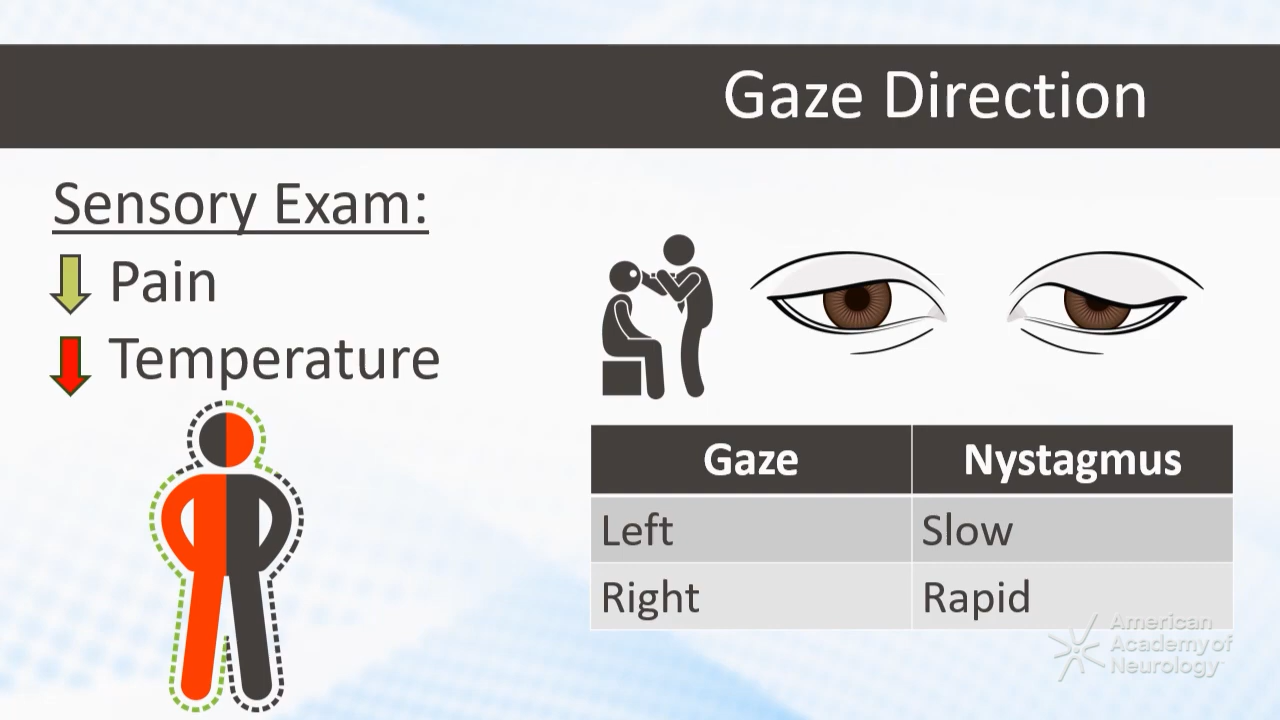 Gaze Direction
Sensory Exam:
Pain
Temperature
Gaze Nystagmus
Left Slow
Right Rapid
American
Academy of
Neurology